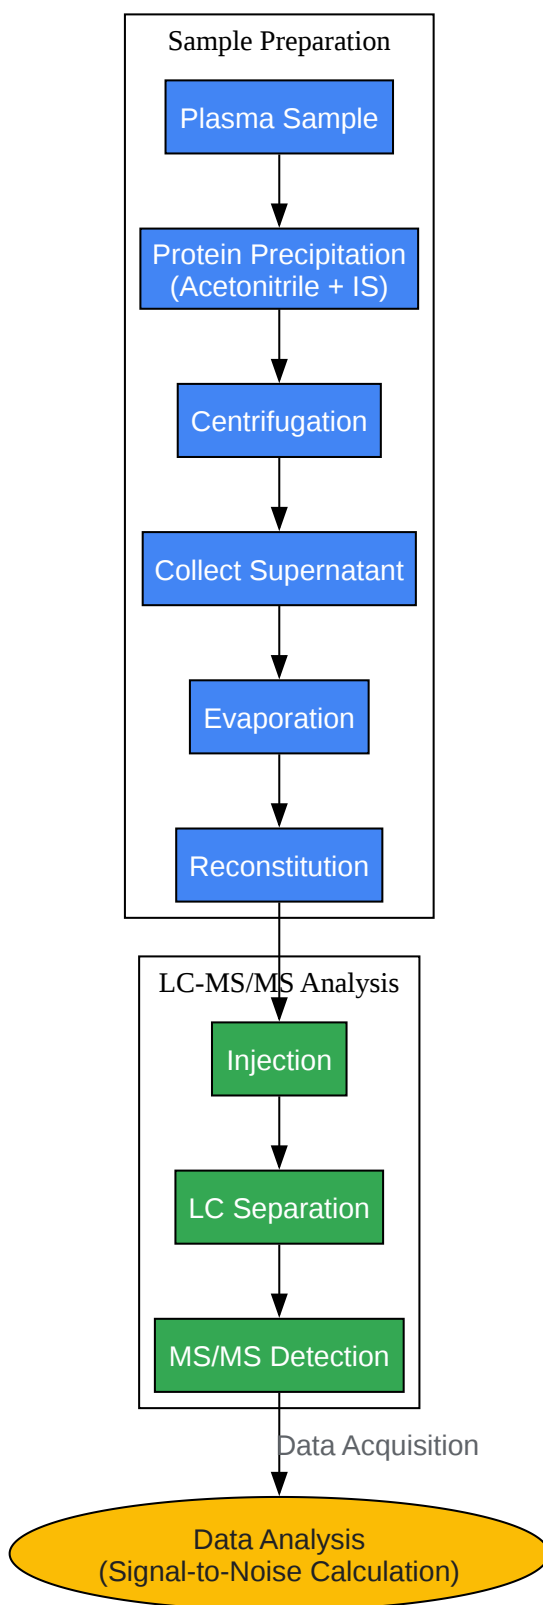 Sample Preparation
Plasma Sample
Protein Precipitation
(Acetonitrile + IS)
Centrifugation
Collect Supernatant
Evaporation
Reconstitution
LC-MS/MS Analysis
Injection
LC Separation
MS/MS Detection
Data Acquisition
Data Analysis
(Signal-to-Noise Calculation)